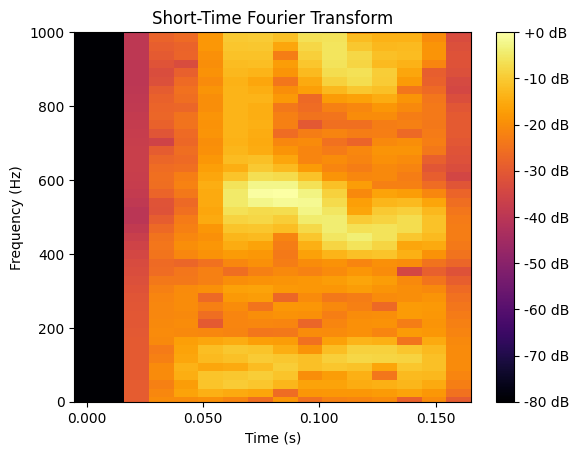 Short-Time Fourier Transform
Frequency (Hz)
1000
800
600
400
200
0
0.000
0.050
0.100
0.150
Time (s)
+0 dB
-10 dB
-20 dB
-30 dB
-40 dB
-50 dB
-60 dB
-70 dB
-80 dB